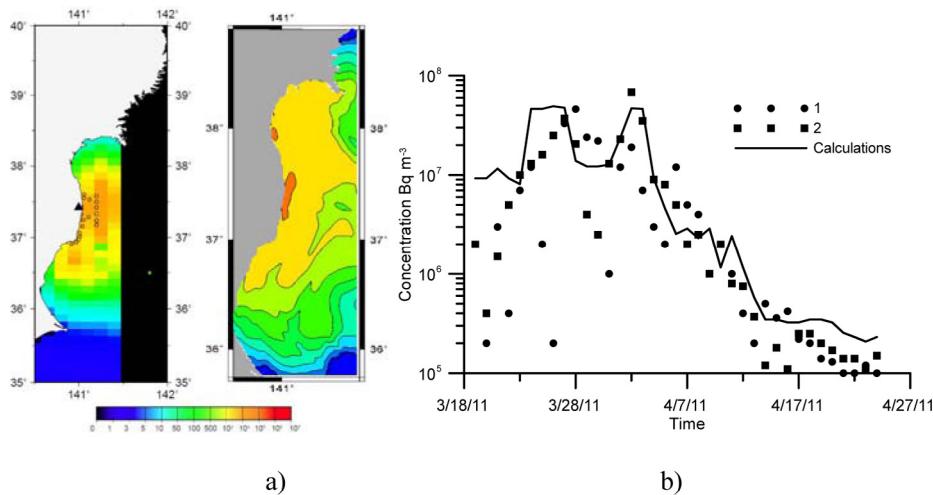 a)
141° 142°
40′ 40′
39′ 39′
38′ 38′
37′ 37′
36′ 36′
35′ 35′
141° 142°
141°
38° 38°
37° 37°
36° 36°
141°
0 1 3 5 10 50 100 500
a)
b)
10⁸
10⁷
10⁶
10⁵
Concentration Bq m⁻³
1
2
Calculations
3/18/11 3/28/11 4/7/11 4/17/11 4/27/11
Time
b)